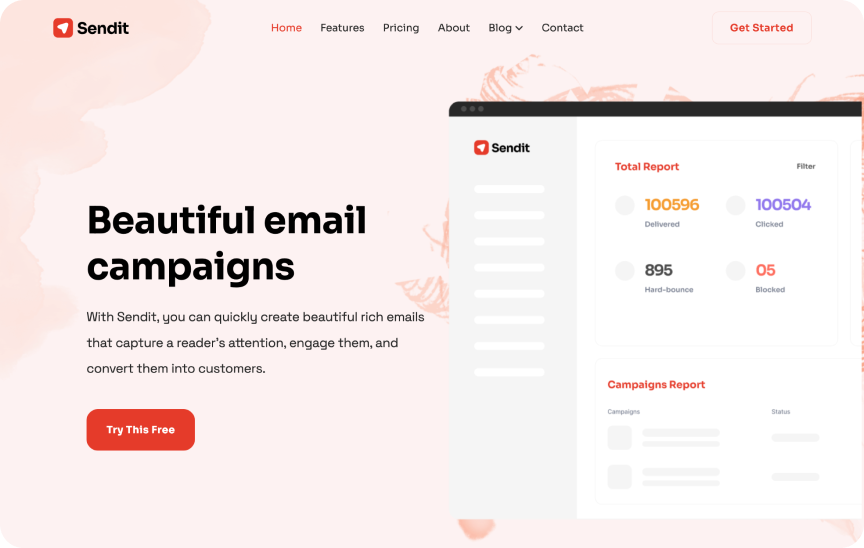 Sendit
Home Features Pricing About Blog Contact
Get Started
Beautiful email
campaigns
With Sendit, you can quickly create beautiful rich emails
that capture a reader's attention, engage them, and
convert them into customers.
Try This Free
Sendit
Total Report Filter
100596 100504
Delivered Clicked
895 05
Hard-bounce Blocked
Campaigns Report
Campaigns Status